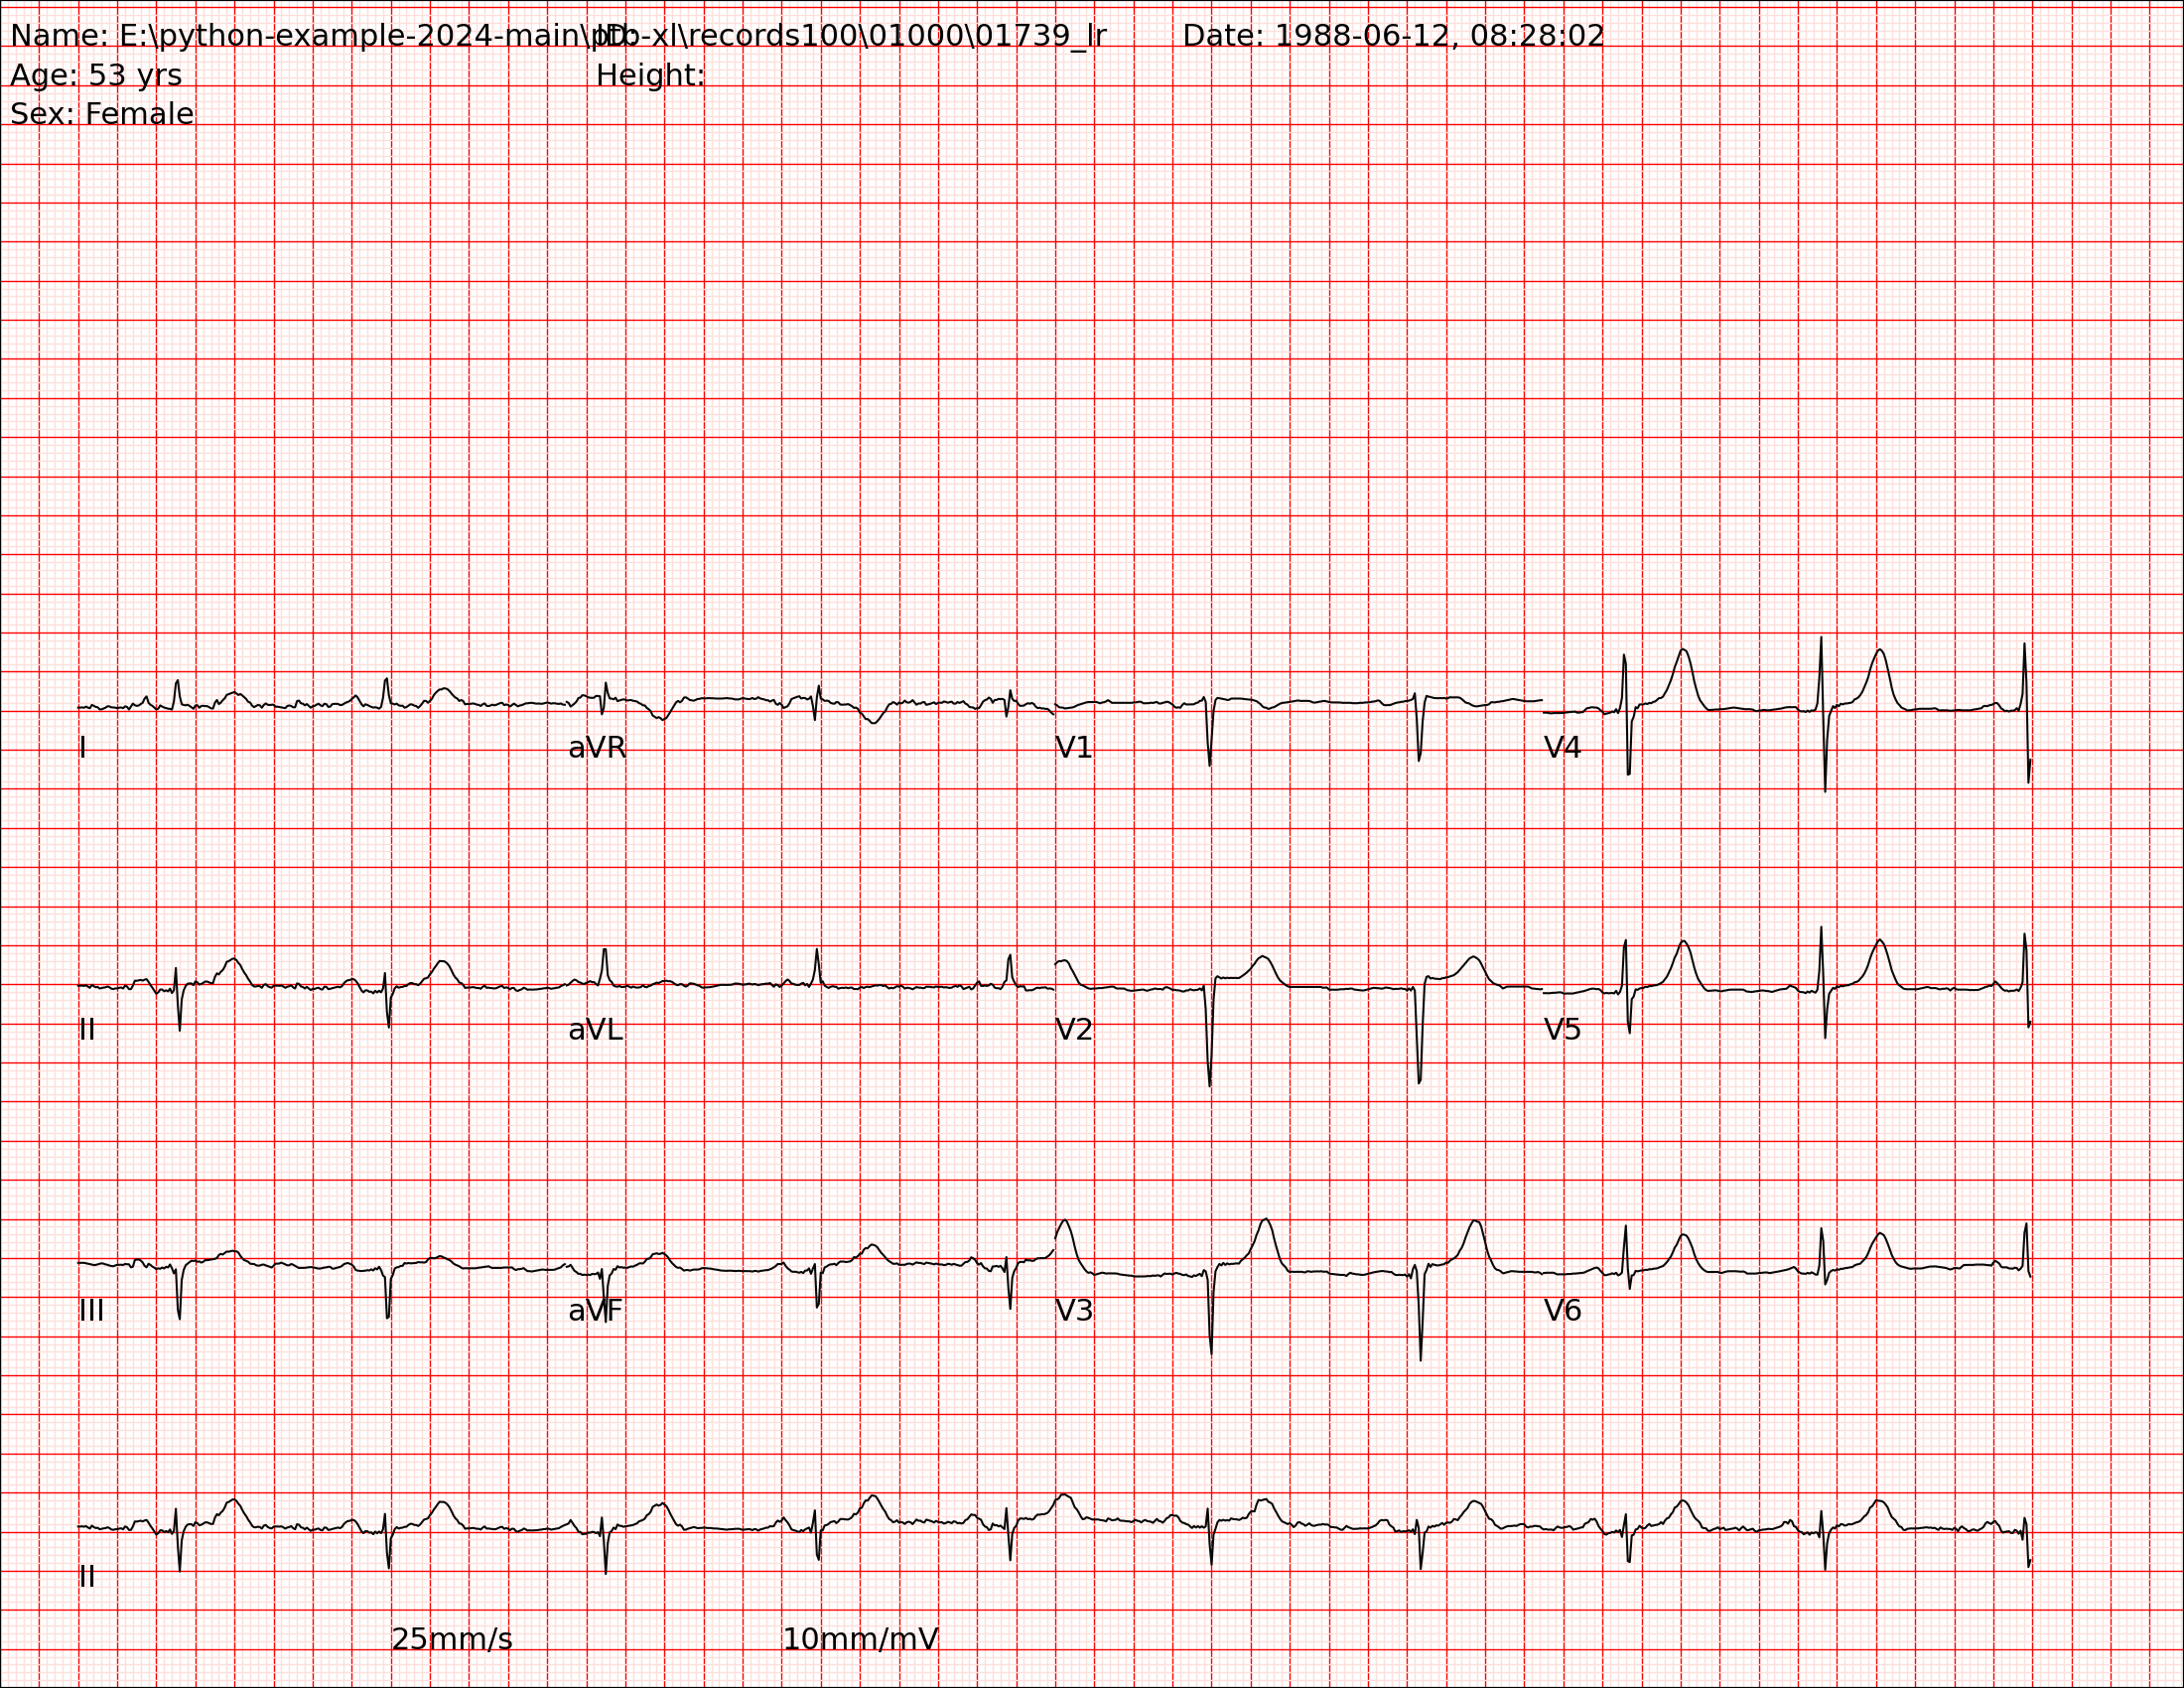 Name: E:\python-example-2024-main\ptb-xl\records100\01000\01739_lr ID: Date: 1988-06-12, 08:28:02
Age: 53 yrs Height:
Sex: Female
I aVR V1 V4
II aVL V2 V5
III aVF V3 V6
II
25mm/s 10mm/mV